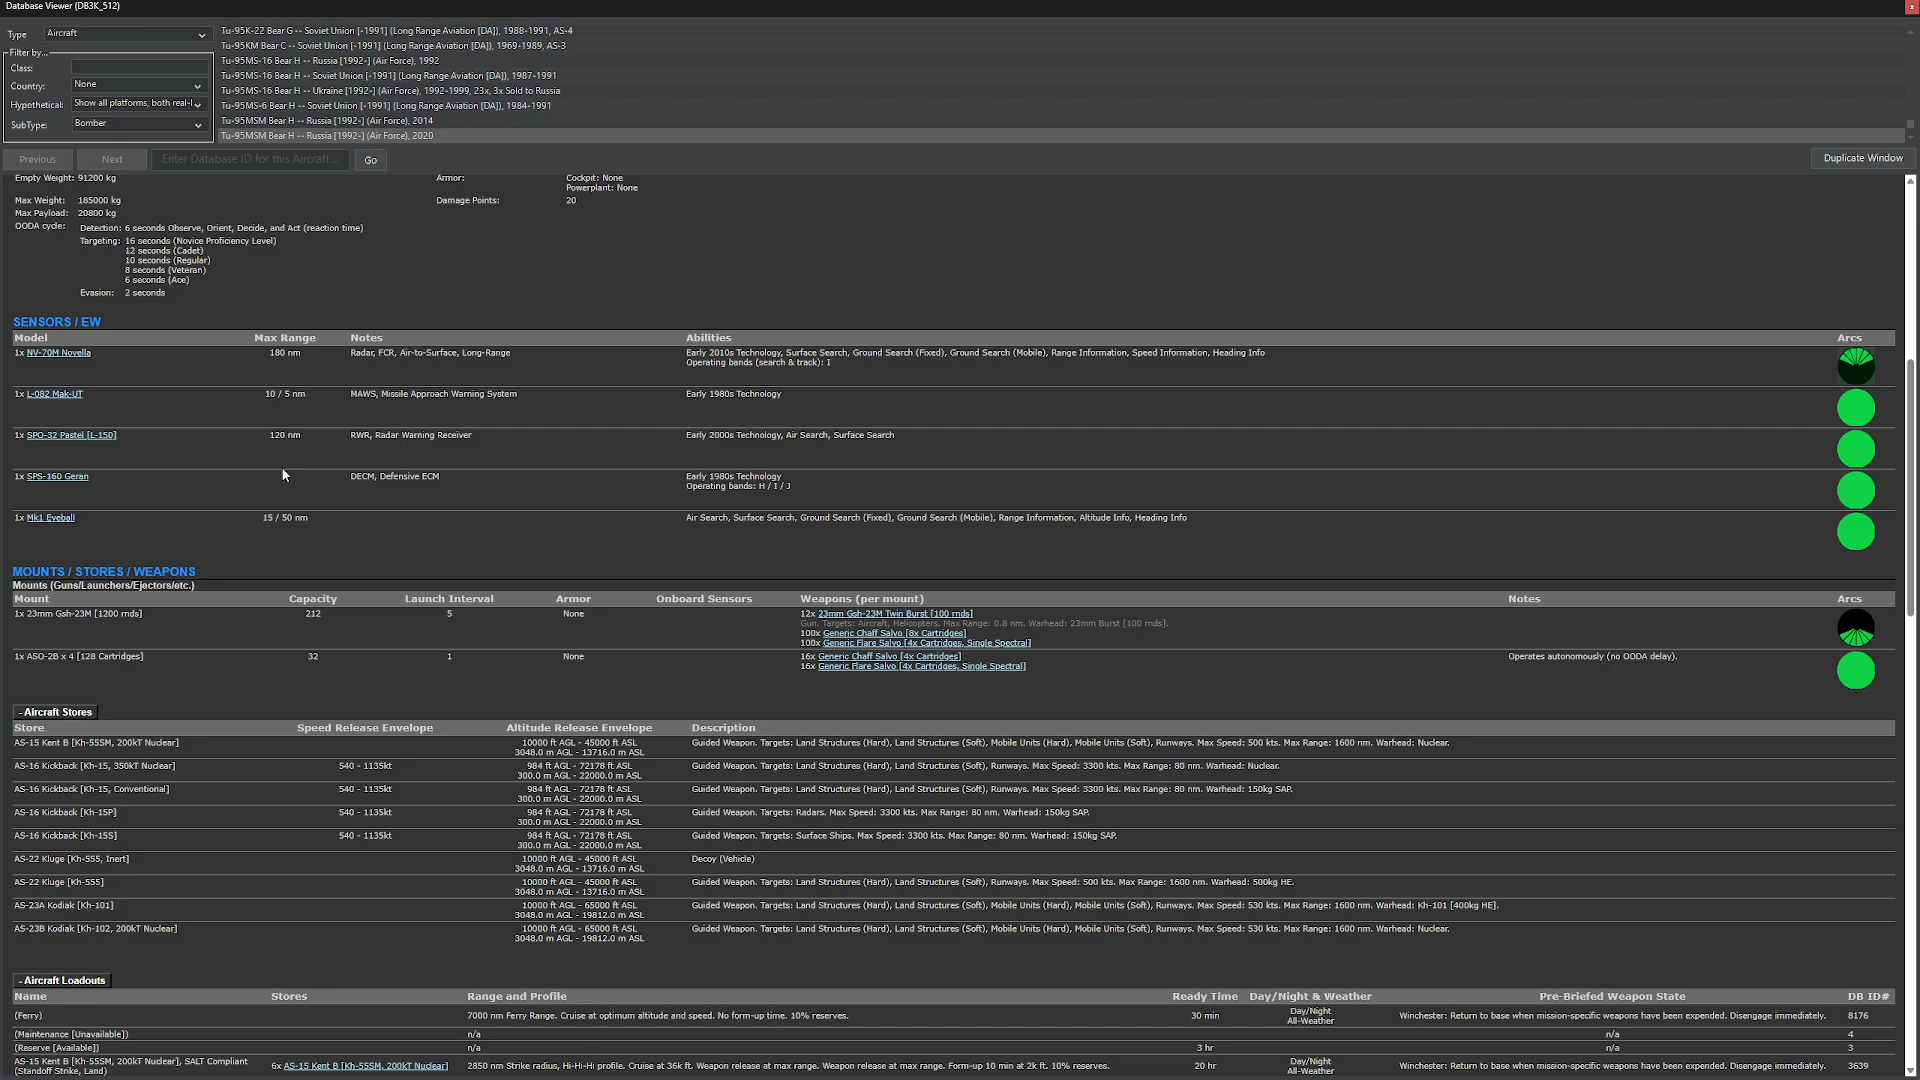 Database Viewer (DB3K_512)
x
Type Aircraft
Filter by...
Class:
Country: None
Hypothetical: Show all platforms, both real-l
SubType: Bomber
Tu-95K-22 Bear G -- Soviet Union [-1991] (Long Range Aviation [DA]), 1988-1991, AS-4
Tu-95KM Bear C -- Soviet Union [-1991] (Long Range Aviation [DA]), 1969-1989, AS-3
Tu-95MS-16 Bear H -- Russia [1992-] (Air Force), 1992
Tu-95MS-16 Bear H -- Soviet Union [-1991] (Long Range Aviation [DA]), 1987-1991
Tu-95MS-16 Bear H -- Ukraine [1992-] (Air Force), 1992-1999, 23x, 3x Sold to Russia
Tu-95MS-6 Bear H -- Soviet Union [-1991] (Long Range Aviation [DA]), 1984-1991
Tu-95MSM Bear H -- Russia [1992-] (Air Force), 2014
Tu-95MSM Bear H -- Russia [1992-] (Air Force), 2020
Previous Next Enter Database ID for this Aircraft ... Go Duplicate Window
Empty Weight: 91200 kg Armor: Cockpit: None
Powerplant: None
Max Weight: 185000 kg Damage Points: 20
Max Payload: 20800 kg
OODA cycle: Detection: 6 seconds Observe, Orient, Decide, and Act (reaction time)
Targeting: 16 seconds (Novice Proficiency Level)
12 seconds (Cadet)
10 seconds (Regular)
8 seconds (Veteran)
6 seconds (Ace)
Evasion: 2 seconds
SENSORS / EW
Model Max Range Notes Abilities Arcs
1x NV-70M Novella 180 nm Radar, FCR, Air-to-Surface, Long-Range Early 2010s Technology, Surface Search, Ground Search (Fixed), Ground Search (Mobile), Range Information, Speed Information, Heading Info
Operating bands (search & track): I
1x L-082 Mak-UT 10 / 5 nm MAWS, Missile Approach Warning System Early 1980s Technology
1x SPO-32 Pastel [L-150] 120 nm RWR, Radar Warning Receiver Early 2000s Technology, Air Search, Surface Search
1x SPS-160 Geran DECM, Defensive ECM Early 1980s Technology
Operating bands: H / I / J
1x Mk1 Eyeball 15 / 50 nm Air Search, Surface Search, Ground Search (Fixed), Ground Search (Mobile), Range Information, Altitude Info, Heading Info
MOUNTS / STORES / WEAPONS
Mounts (Guns/Launchers/Ejectors/etc.)
Mount Capacity Launch Interval Armor Onboard Sensors Weapons (per mount) Notes Arcs
1x 23mm Gsh-23M [1200 rnds] 212 5 None 12x 23mm Gsh-23M Twin Burst [100 rnds]
Gun. Targets: Aircraft, Helicopters. Max Range: 0.8 nm. Warhead: 23mm Burst [100 rnds].
100x Generic Chaff Salvo [8x Cartridges]
100x Generic Flare Salvo [4x Cartridges, Single Spectral]
1x ASO-2B x 4 [128 Cartridges] 32 1 None 16x Generic Chaff Salvo [4x Cartridges] Operates autonomously (no OODA delay).
16x Generic Flare Salvo [4x Cartridges, Single Spectral]
- Aircraft Stores
Store Speed Release Envelope Altitude Release Envelope Description
AS-15 Kent B [Kh-55SM, 200kT Nuclear] 10000 ft AGL - 45000 ft ASL Guided Weapon. Targets: Land Structures (Hard), Land Structures (Soft), Mobile Units (Hard), Mobile Units (Soft), Runways. Max Speed: 500 kts. Max Range: 1600 nm. Warhead: Nuclear.
3048.0 m AGL - 13716.0 m ASL
AS-16 Kickback [Kh-15, 350kT Nuclear] 540 - 1135kt 984 ft AGL - 72178 ft ASL Guided Weapon. Targets: Land Structures (Hard), Land Structures (Soft), Runways. Max Speed: 3300 kts. Max Range: 80 nm. Warhead: Nuclear.
300.0 m AGL - 22000.0 m ASL
AS-16 Kickback [Kh-15, Conventional] 540 - 1135kt 984 ft AGL - 72178 ft ASL Guided Weapon. Targets: Land Structures (Hard), Land Structures (Soft), Runways. Max Speed: 3300 kts. Max Range: 80 nm. Warhead: 150kg SAP.
300.0 m AGL - 22000.0 m ASL
AS-16 Kickback [Kh-15P] 540 - 1135kt 984 ft AGL - 72178 ft ASL Guided Weapon. Targets: Radars. Max Speed: 3300 kts. Max Range: 80 nm. Warhead: 150kg SAP.
300.0 m AGL - 22000.0 m ASL
AS-16 Kickback [Kh-15S] 540 - 1135kt 984 ft AGL - 72178 ft ASL Guided Weapon. Targets: Surface Ships. Max Speed: 3300 kts. Max Range: 80 nm. Warhead: 150kg SAP.
300.0 m AGL - 22000.0 m ASL
AS-22 Kluge [Kh-555, Inert] 10000 ft AGL - 45000 ft ASL Decoy (Vehicle)
3048.0 m AGL - 13716.0 m ASL
AS-22 Kluge [Kh-555] 10000 ft AGL - 45000 ft ASL Guided Weapon. Targets: Land Structures (Hard), Land Structures (Soft), Runways. Max Speed: 500 kts. Max Range: 1600 nm. Warhead: 500kg HE.
3048.0 m AGL - 13716.0 m ASL
AS-23A Kodiak [Kh-101] 10000 ft AGL - 65000 ft ASL Guided Weapon. Targets: Land Structures (Hard), Land Structures (Soft), Mobile Units (Hard), Mobile Units (Soft), Runways. Max Speed: 530 kts. Max Range: 1600 nm. Warhead: Kh-101 [400kg HE].
3048.0 m AGL - 19812.0 m ASL
AS-23B Kodiak [Kh-102, 200kT Nuclear] 10000 ft AGL - 65000 ft ASL Guided Weapon. Targets: Land Structures (Hard), Land Structures (Soft), Mobile Units (Hard), Mobile Units (Soft), Runways. Max Speed: 530 kts. Max Range: 1600 nm. Warhead: Nuclear.
3048.0 m AGL - 19812.0 m ASL
- Aircraft Loadouts
Name Stores Range and Profile Ready Time Day/Night & Weather Pre-Briefed Weapon State DB ID#
(Ferry) 7000 nm Ferry Range. Cruise at optimum altitude and speed. No form-up time. 10% reserves. 30 min Day/Night All-Weather Winchester: Return to base when mission-specific weapons have been expended. Disengage immediately. 8176
(Maintenance [Unavailable]) n/a n/a 4
(Reserve [Available]) n/a 3 hr n/a 3
AS-15 Kent B [Kh-55SM, 200kT Nuclear], SALT Compliant (Standoff Strike, Land) 6x AS-15 Kent B [Kh-55SM, 200kT Nuclear] 2850 nm Strike radius, Hi-Hi-Hi profile. Cruise at 36k ft. Weapon release at max range. Weapon release at max range. Form-up 10 min at 2k ft. 10% reserves. 20 hr Day/Night All-Weather Winchester: Return to base when mission-specific weapons have been expended. Disengage immediately. 3639